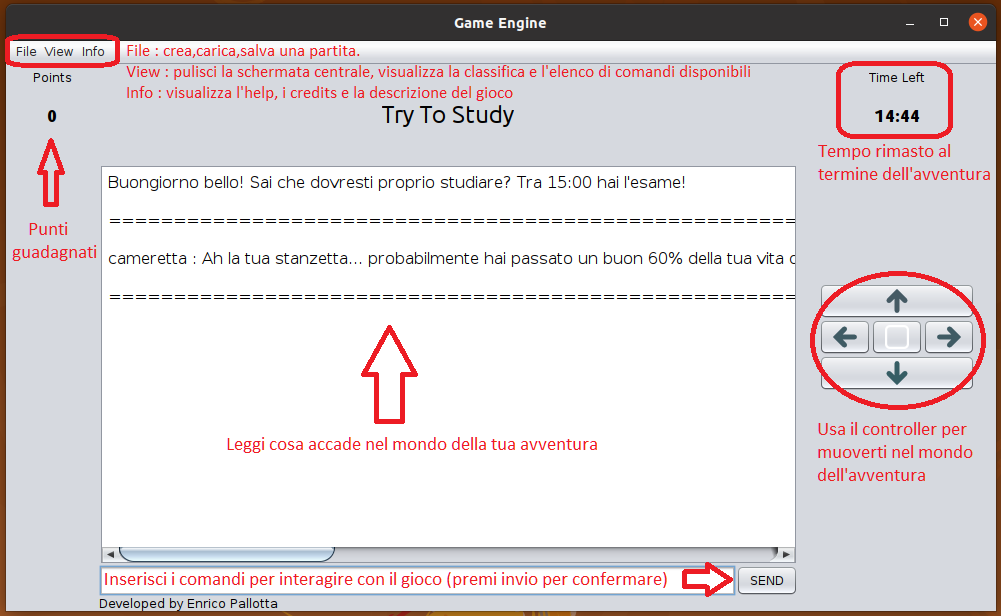 Game Engine
File View Info
File : crea,carica,salva una partita.
View : pulisci la schermata centrale, visualizza la classifica e l'elenco di comandi disponibili
Info : visualizza l'help, i credits e la descrizione del gioco
Points
0
Try To Study
Time Left
14:44
Tempo rimasto al
termine dell'avventura
Punti
guadagnati
Buongiorno bello! Sai che dovresti proprio studiare? Tra 15:00 hai l'esame!
=====================================================
cameretta : Ah la tua stanzetta... probabilmente hai passato un buon 60% della tua vita
=====================================================
Leggi cosa accade nel mondo della tua avventura
Usa il controller per
muoverti nel mondo
dell'avventura
Inserisci i comandi per interagire con il gioco (premi invio per confermare)
SEND
Developed by Enrico Pallotta